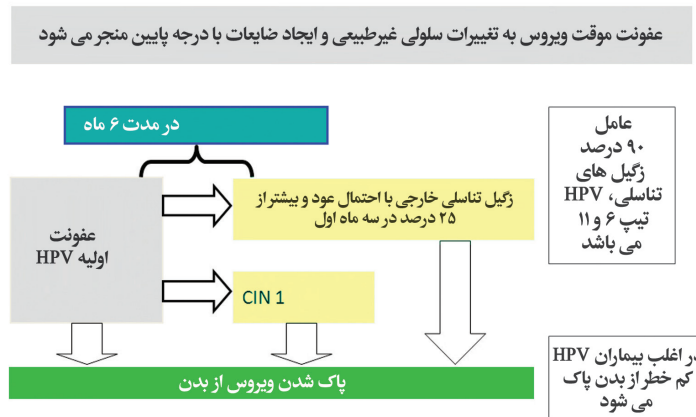 عفونت موقت ویروس به تغییرات سلولی غیرطبیعی و ایجاد ضایعات با درجه پایین منجر می شود
در مدت ۶ ماه
عامل
۹۰ درصد
زگیل های
تناسلی، HPV
تیپ ۶ و ۱۱
می باشد
زگیل تناسلی خارجی با احتمال عود و بیشتر از
۲۵ درصد در سه ماه اول
عفونت
اولیه HPV
CIN 1
پاک شدن ویروس از بدن
در اغلب بیماران HPV
کم خطر از بدن پاک
می شود